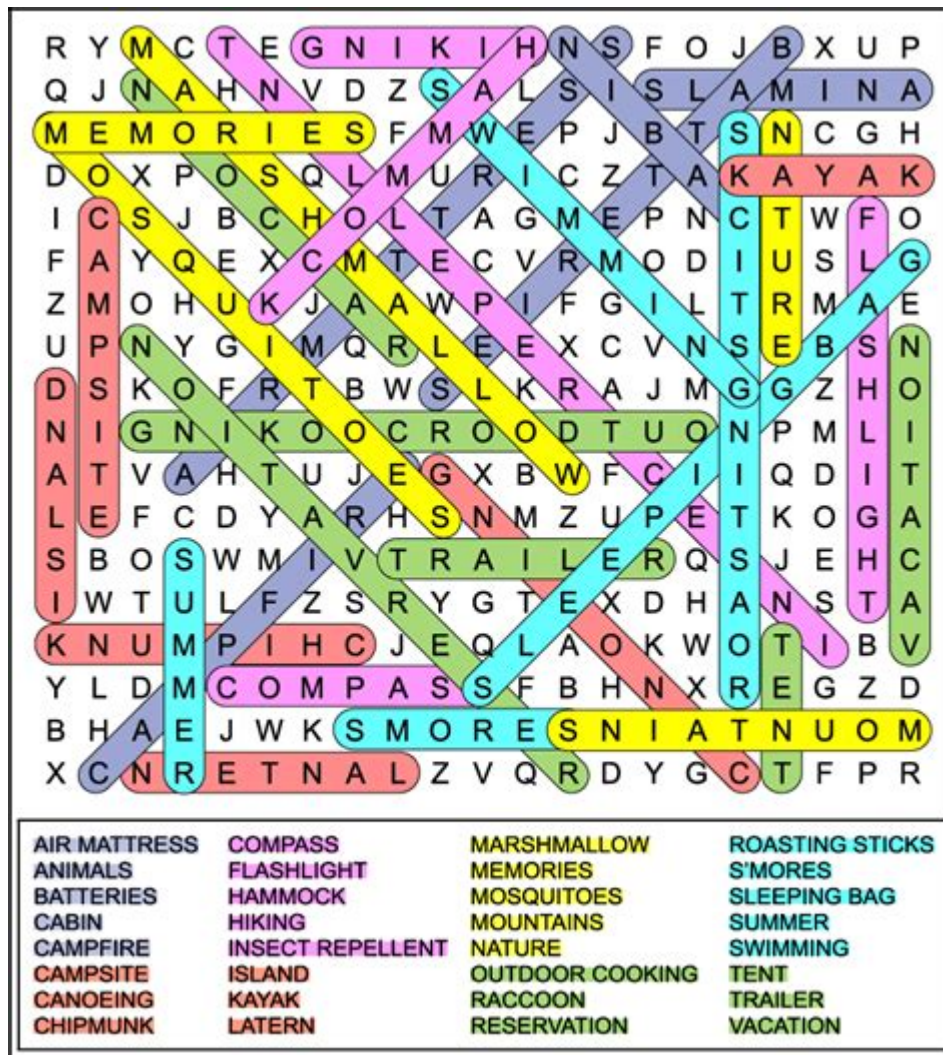 R Y M C T E G N I K I H N S F O J B X U P
Q J N A H N V D Z S A L S I S L A M I N A
M E M O R I E S F M W E P J B T S N C G H
D O X P O S Q L M U R I C Z T A K A Y A K
I C S J B C H O L T A G M E P N C T W F O
F A Y Q E X C M T E C V R M O D I U S L G
Z M O H U K J A A W P I F G I L T R M A E
U P N Y G I M Q R L E E X C V N S E B S N
D S K O F R T B W S L K R A J M G G Z H O
N I G N I K O O C R O O D T U O N P M L I
A T V A H T U J E G X B W F C I I Q D I T
L E F C D Y A R H S N M Z U P E T K O G A
S B O S W M I V T R A I L E R Q S J E H C
I W T U L F Z S R Y G T E X D H A N S T A
K N U M P I H C J E Q L A O K W O T I B V
Y L D M C O M P A S S F B H N X R E G Z D
B H A E J W K S M O R E S N I A T N U O M
X C N R E T N A L Z V Q R D Y G C T F P R
AIR MATTRESS COMPASS MARSHMALLOW ROASTING STICKS
ANIMALS FLASHLIGHT MEMORIES S'MORES
BATTERIES HAMMOCK MOSQUITOES SLEEPING BAG
CABIN HIKING MOUNTAINS SUMMER
CAMPFIRE INSECT REPELLENT NATURE SWIMMING
CAMPSITE ISLAND OUTDOOR COOKING TENT
CANOEING KAYAK RACCOON TRAILER
CHIPMUNK LATERN RESERVATION VACATION